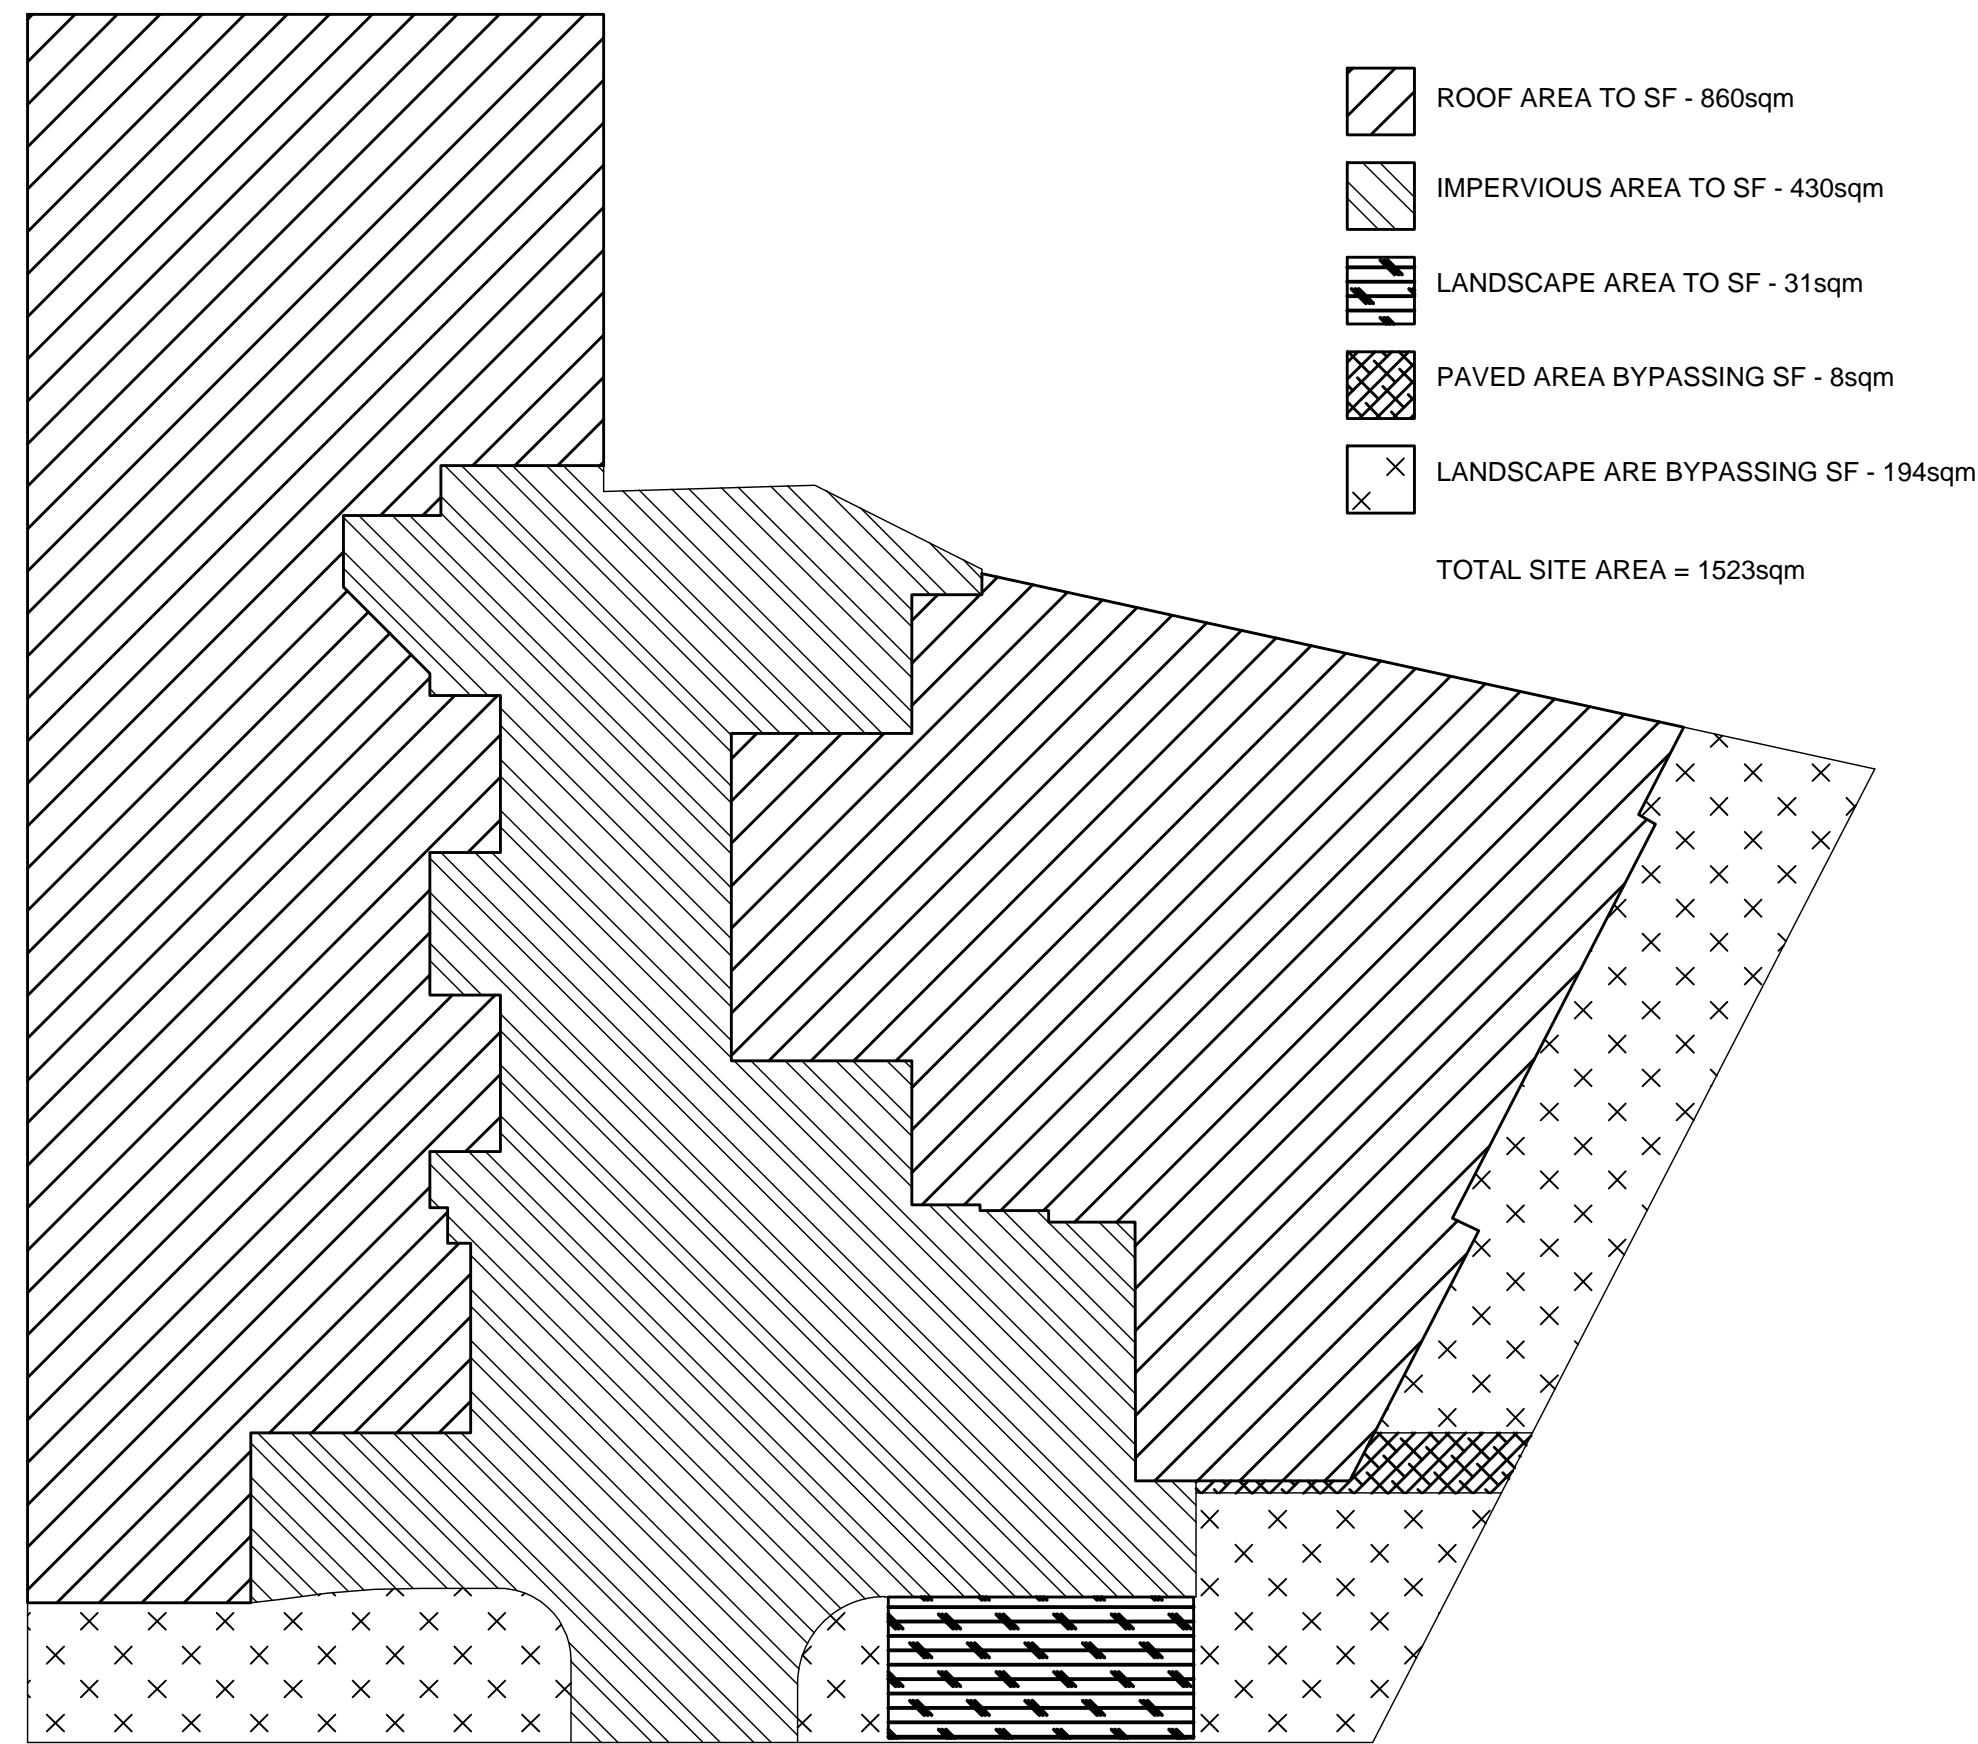 ROOF AREA TO SF - 860sqm
IMPERVIOUS AREA TO SF - 430sqm
LANDSCAPE AREA TO SF - 31sqm
PAVED AREA BYPASSING SF - 8sqm
LANDSCAPE ARE BYPASSING SF - 194sqm
TOTAL SITE AREA = 1523sqm